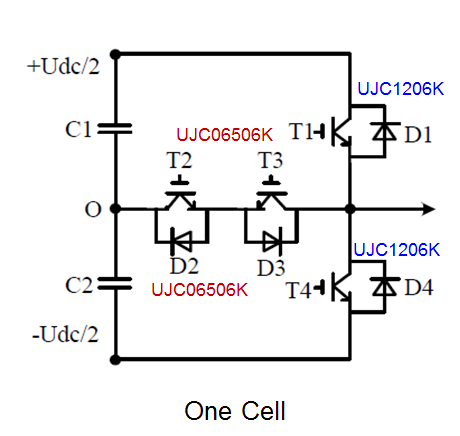 +Udc/2
UJC1206K
C1
UJC06506K
T1
D1
T2
T3
O
UJC1206K
D2
D3
C2
UJC06506K
T4
D4
-Udc/2
One Cell